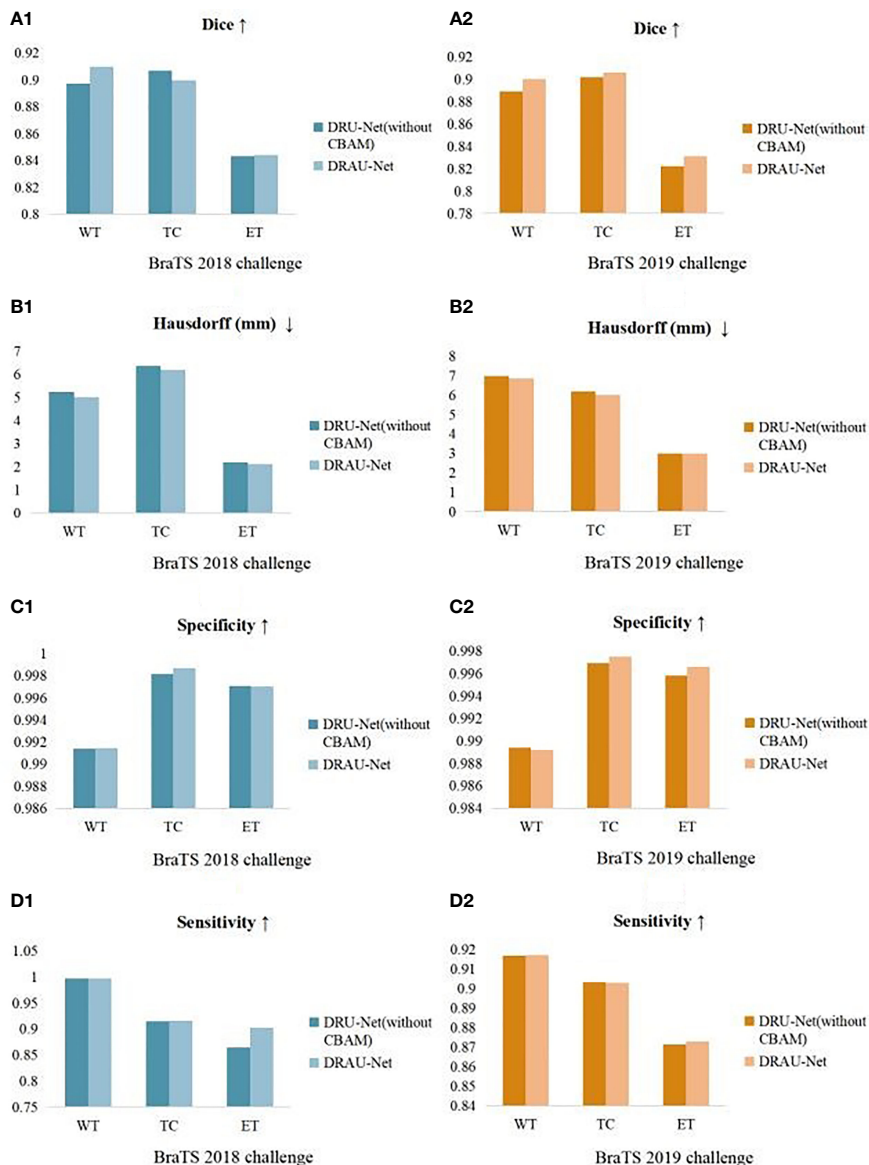 A1
Dice ↑
0.92
0.9
0.88
0.86
0.84
0.82
0.8
WT TC ET
BraTS 2018 challenge
DRU-Net(without
CBAM)
DRAU-Net
A2
Dice ↑
0.92
0.9
0.88
0.86
0.84
0.82
0.8
0.78
WT TC ET
BraTS 2019 challenge
DRU-Net(without
CBAM)
DRAU-Net
B1
Hausdorff (mm) ↓
7
6
5
4
3
2
1
0
WT TC ET
BraTS 2018 challenge
DRU-Net(without
CBAM)
DRAU-Net
B2
Hausdorff (mm) ↓
8
7
6
5
4
3
2
1
0
WT TC ET
BraTS 2019 challenge
DRU-Net(without
CBAM)
DRAU-Net
C1
Specificity ↑
1
0.998
0.996
0.994
0.992
0.99
0.988
0.986
WT TC ET
BraTS 2018 challenge
DRU-Net(without
CBAM)
DRAU-Net
C2
Specificity ↑
0.998
0.996
0.994
0.992
0.99
0.988
0.986
0.984
WT TC ET
BraTS 2019 challenge
DRU-Net(without
CBAM)
DRAU-Net
D1
Sensitivity ↑
1.05
1
0.95
0.9
0.85
0.8
0.75
WT TC ET
BraTS 2018 challenge
DRU-Net(without
CBAM)
DRAU-Net
D2
Sensitivity ↑
0.92
0.91
0.9
0.89
0.88
0.87
0.86
0.85
0.84
WT TC ET
BraTS 2019 challenge
DRU-Net(without
CBAM)
DRAU-Net